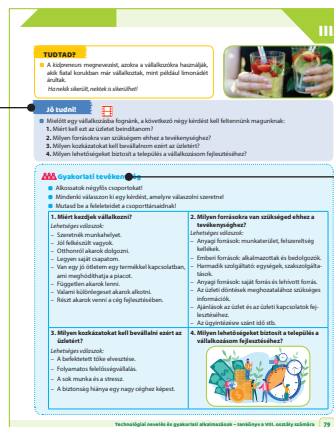 III
TUDTAD?
A kidpreneurs megnevezést, azokra a vállalkozókra használják,
akik fiatal korukban már vállalkoztak, mint például limonádét
árultak.
Ha nekik sikerült, nektek is sikerülhet!
Jó tudni!
Mielőtt egy vállalkozásba fognánk, a következő négy kérdést kell feltennünk magunknak:
1. Miért kell ezt az üzletet beindítanom?
2. Milyen forrásokra van szükségem ehhez a tevékenységhez?
3. Milyen kozkázatokat kell bevállalnom ezért az üzletért?
4. Milyen lehetőségeket biztosít a település a vállalkozásom fejlesztéséhez?
Gyakorlati tevékenység
Alkossatok négyfős csoportokat!
Mindenki válasszon ki egy kérdést, amelyre válaszolni szeretne!
Mutasd be a feleleteidet a csoporttársaidnak!
1. Miért kezdjek vállalkozni?
Lehetséges válaszok:
– Szeretnék munkahelyet.
– Jól felkészült vagyok.
– Otthonról akarok dolgozni.
– Legyen saját csapatom.
– Van egy jó ötletem egy termékkel kapcsolatban,
ami meghódíthatja a piacot.
– Független akarok lenni.
– Valami különlegeset akarok alkotni.
– Részt akarok venni a cég fejlesztésében.
2. Milyen forrásokra van szükséged ehhez a
tevékenységhez?
Lehetséges válaszok:
– Anyagi források: munkaterület, felszereltség
kellékek.
– Emberi források: alkalmazottak és bedolgozók.
– Harmadik szolgáltató: egységek, szakszolgálta-
tások.
– Anyagi források: saját forrás és lehívott forrás.
– Az üzleti döntések meghozatalához szükséges
információk.
– Ajánlások az üzlet és az üzleti kapcsolatok fej-
lesztéséhez.
– Az ügyintézésre szánt idő stb.
3. Milyen kozkázatokat kell bevállalni ezért az
üzletért?
Lehetséges válaszok:
– A befektetett tőke elvesztése.
– Folyamatos felelősségvállalás.
– A sok munka és a stressz.
– A biztonság hiánya egy nagy céghez képest.
4. Milyen lehetőségeket biztosít a település a
vállalkozásom fejlesztéséhez?
Technológiai nevelés és gyakorlati alkalmazások – tankönyv a VIII. osztály számára 79